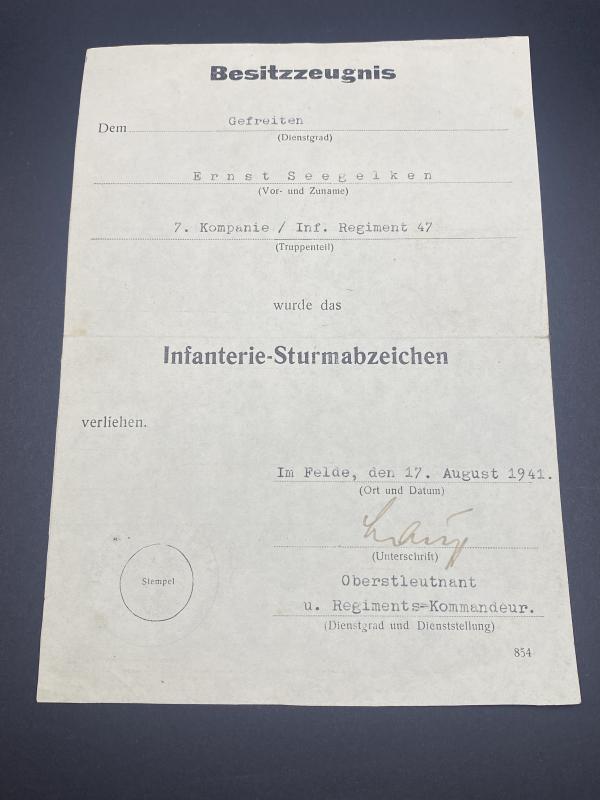 Besitzzeugnis
Dem Gefreiten
(Dienstgrad)
Ernst Seegelken
(Vor- und Zuname)
7. Kompanie / Inf. Regiment 47
(Truppenteil)
wurde das
Infanterie-Sturmabzeichen
verliehen.
Im Felde, den 17. August 1941.
(Ort und Datum)
(Unterschrift)
Stempel
Oberstleutnant
u. Regiments=Kommandeur.
(Dienstgrad und Dienststellung)
854